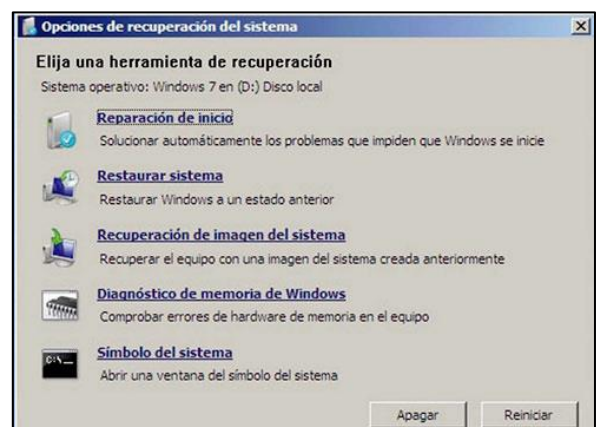 Opciones de recuperación del sistema
Elija una herramienta de recuperación
Sistema operativo: Windows 7 en (D:) Disco local
Reparación de inicio
Solucionar automáticamente los problemas que impiden que Windows se inicie
Restaurar sistema
Restaurar Windows a un estado anterior
Recuperación de imagen del sistema
Recuperar el equipo con una imagen del sistema creada anteriormente
Diagnóstico de memoria de Windows
Comprobar errores de hardware de memoria en el equipo
C:\_
Símbolo del sistema
Abrir una ventana del símbolo del sistema
Apagar Reiniciar